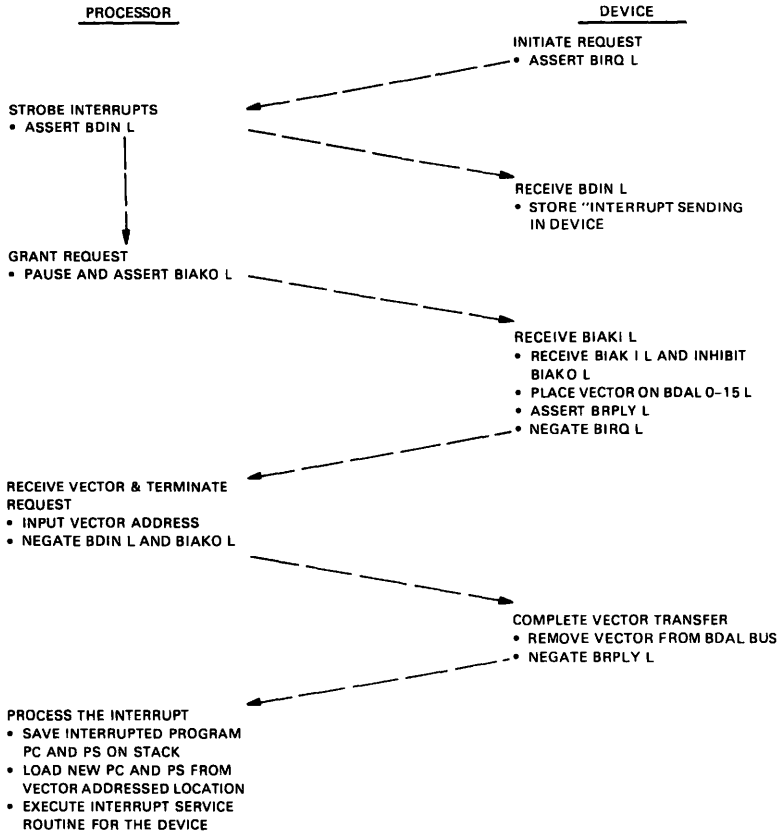 PROCESSOR
DEVICE
INITIATE REQUEST
• ASSERT BIRQ L
STROBE INTERRUPTS
• ASSERT BDIN L
RECEIVE BDIN L
• STORE "INTERRUPT SENDING
IN DEVICE
GRANT REQUEST
• PAUSE AND ASSERT BIAKO L
RECEIVE BIAKI L
• RECEIVE BIAK I L AND INHIBIT
BIAKO L
• PLACE VECTOR ON BDAL 0-15 L
• ASSERT BRPLY L
• NEGATE BIRQ L
RECEIVE VECTOR & TERMINATE
REQUEST
• INPUT VECTOR ADDRESS
• NEGATE BDIN L AND BIAKO L
COMPLETE VECTOR TRANSFER
• REMOVE VECTOR FROM BDAL BUS
• NEGATE BRPLY L
PROCESS THE INTERRUPT
• SAVE INTERRUPTED PROGRAM
PC AND PS ON STACK
• LOAD NEW PC AND PS FROM
VECTOR ADDRESSED LOCATION
• EXECUTE INTERRUPT SERVICE
ROUTINE FOR THE DEVICE